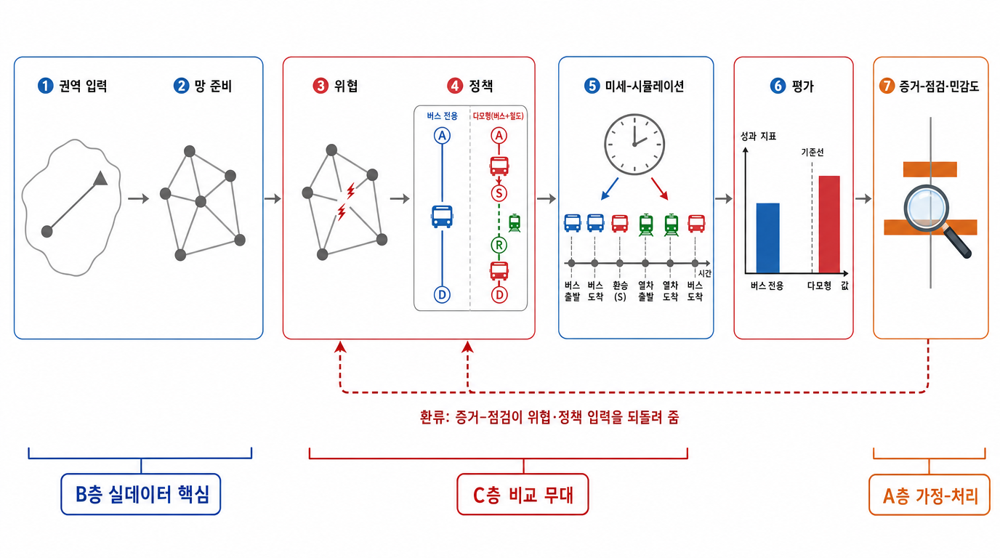 1 권역 입력
2 망 준비
3 위협
4 정책
버스 전용
다모형(버스+월도)
A
D
A
S
R
D
5 미세-시뮬레이션
시간
버스 출발
버스 도착
환승 (S)
열차 출발
열차 도착
버스 도착
6 평가
성과 지표
기준선
버스 전용
다모형
값
7 증거-점검·민감도
환류: 증거-점검이 위협·정책 입력을 되돌려 줌
B층 실데이터 핵심
C층 비교 무대
A층 가정-처리